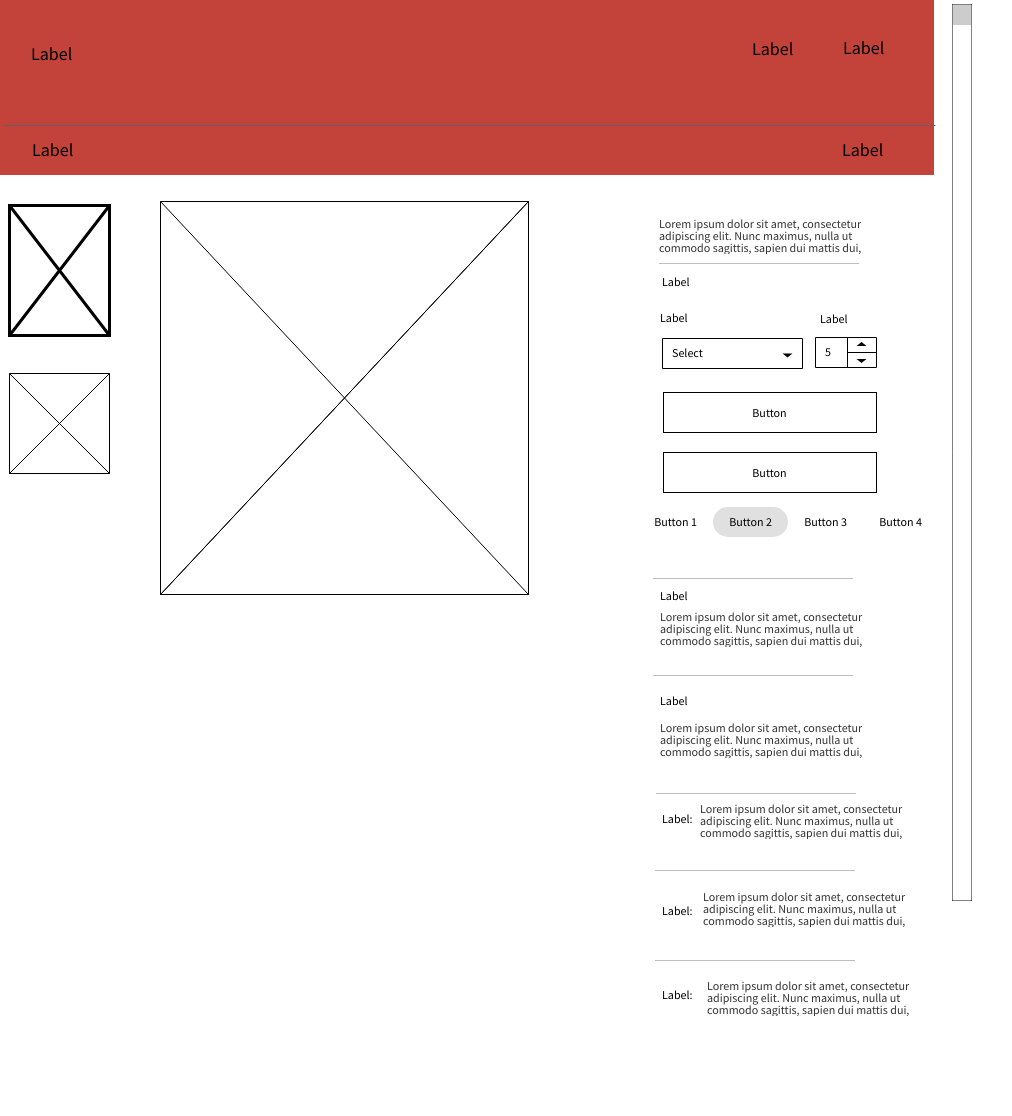 Label
Label
Label
Label
Label
Lorem ipsum dolor sit amet, consectetur
adipiscing elit. Nunc maximus, nulla ut
commodo sagittis, sapien dui mattis dui,
Label
Label
Label
Select
5
Button
Button
Button 1
Button 2
Button 3
Button 4
Label
Lorem ipsum dolor sit amet, consectetur
adipiscing elit. Nunc maximus, nulla ut
commodo sagittis, sapien dui mattis dui,
Label
Lorem ipsum dolor sit amet, consectetur
adipiscing elit. Nunc maximus, nulla ut
commodo sagittis, sapien dui mattis dui,
Label:
Lorem ipsum dolor sit amet, consectetur
adipiscing elit. Nunc maximus, nulla ut
commodo sagittis, sapien dui mattis dui,
Label:
Lorem ipsum dolor sit amet, consectetur
adipiscing elit. Nunc maximus, nulla ut
commodo sagittis, sapien dui mattis dui,
Label:
Lorem ipsum dolor sit amet, consectetur
adipiscing elit. Nunc maximus, nulla ut
commodo sagittis, sapien dui mattis dui,